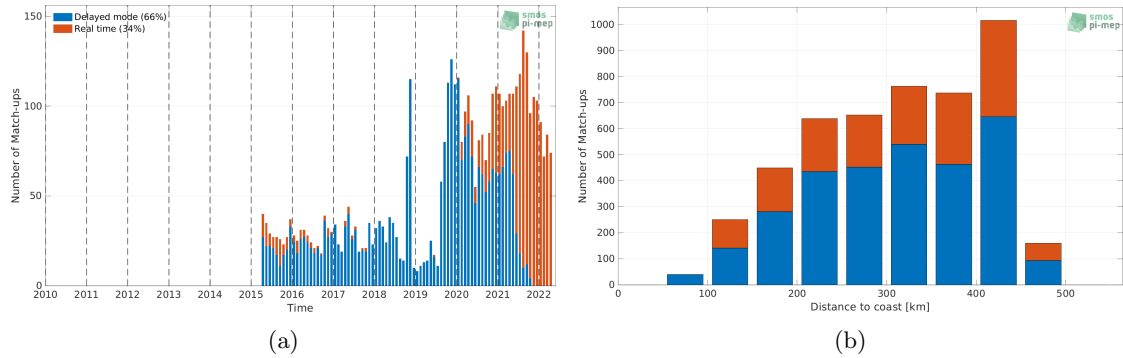 150
100
50
0
Number of Match-ups
Delayed mode (66%)
Real time (34%)
smos
pi-mep
2010 2011 2012 2013 2014 2015 2016 2017 2018 2019 2020 2021 2022
Time
(a)
1000
900
800
700
600
500
400
300
200
100
0
Number of Match-ups
smos
pi-mep
0 100 200 300 400 500
Distance to coast [km]
(b)